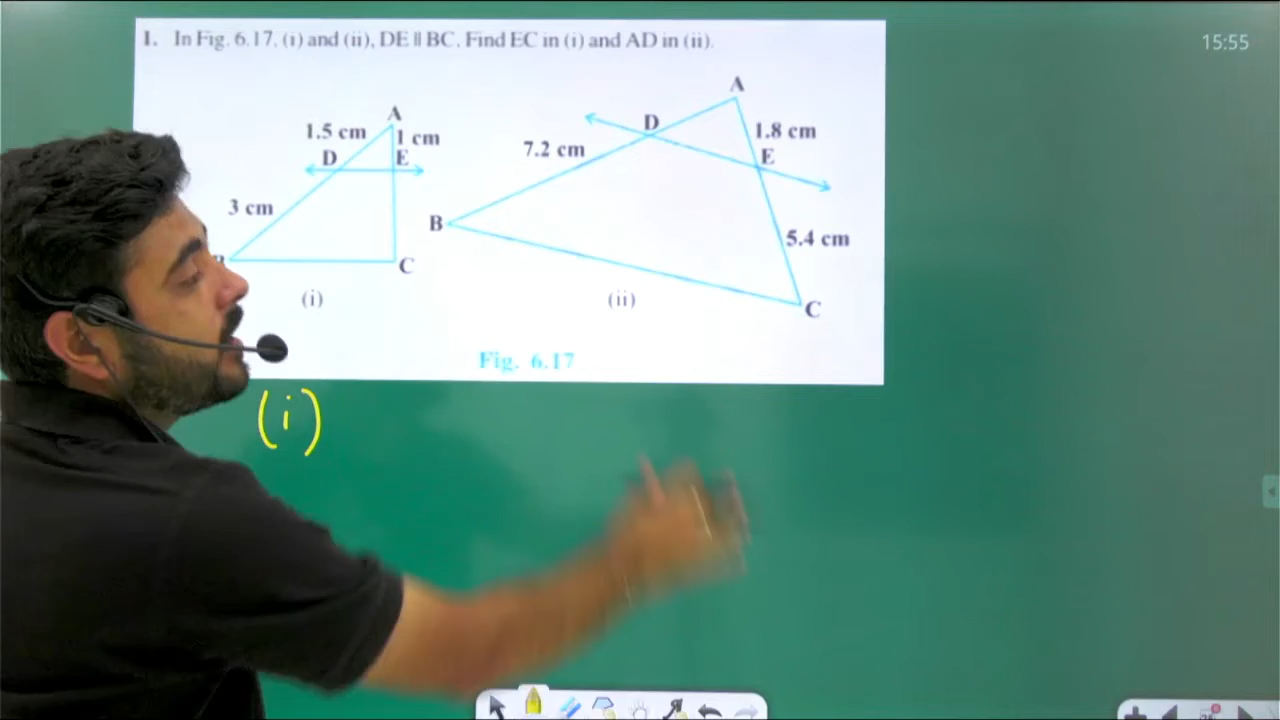 1. In Fig. 6.17, (i) and (ii), DE || BC. Find EC in (i) and AD in (ii).
15:55
A
1.5 cm
1 cm
D
E
3 cm
C
(i)
A
D
1.8 cm
7.2 cm
E
B
5.4 cm
C
(ii)
Fig. 6.17
(i)